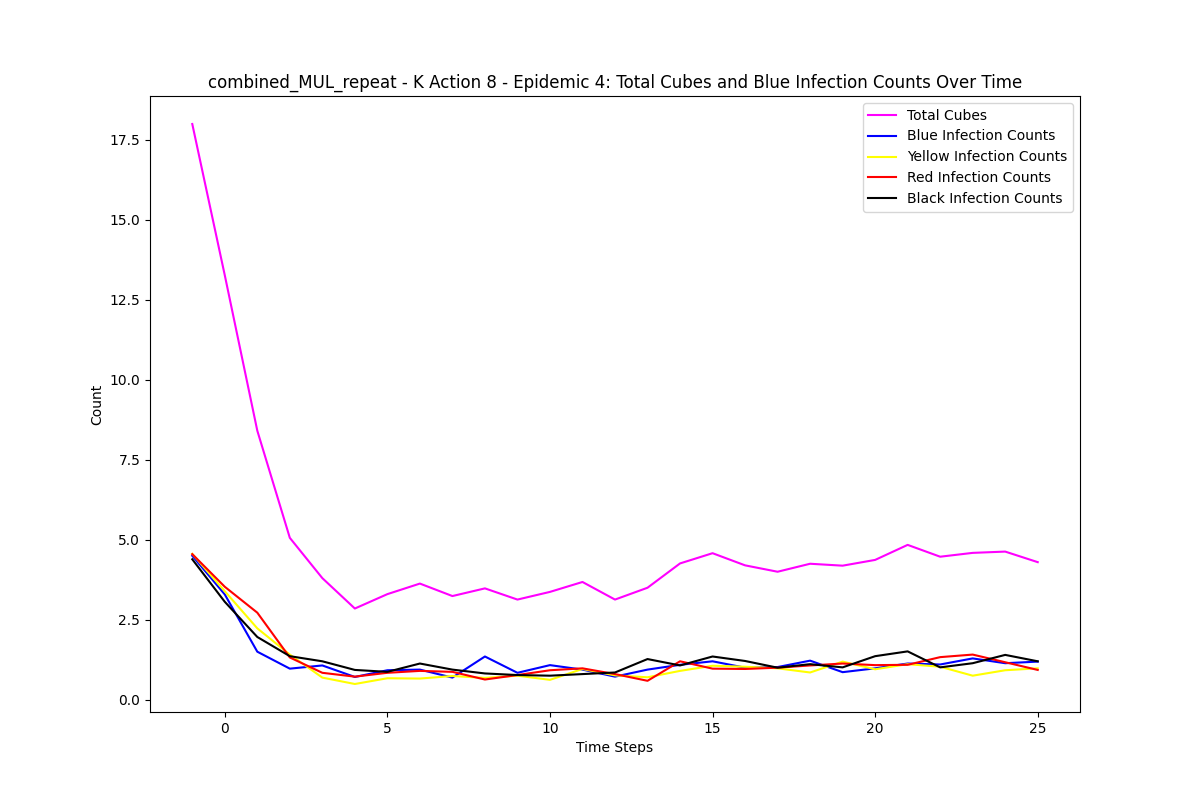 combined_MUL_repeat - K Action 8 - Epidemic 4: Total Cubes and Blue Infection Counts Over Time
Total Cubes
Blue Infection Counts
Yellow Infection Counts
Red Infection Counts
Black Infection Counts
17.5
15.0
12.5
10.0
7.5
5.0
2.5
0.0
Count
0 5 10 15 20 25
Time Steps